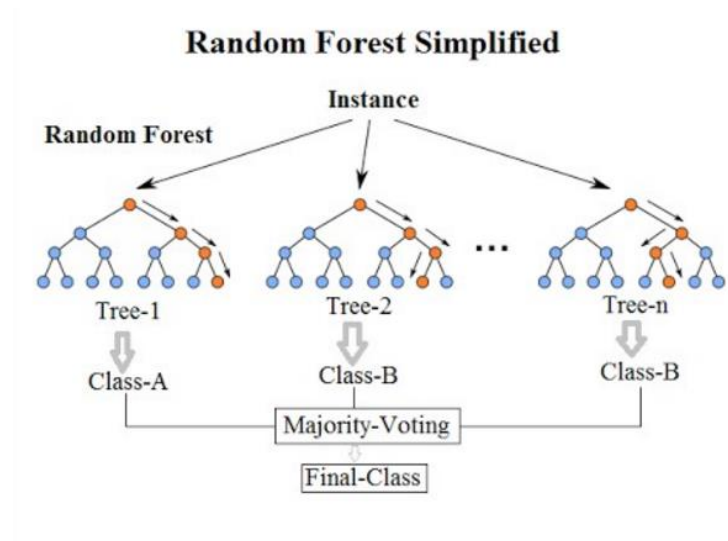 Random Forest Simplified
Instance
Random Forest
...
Tree-1
Tree-2
Tree-n
Class-A
Class-B
Class-B
Majority-Voting
Final-Class